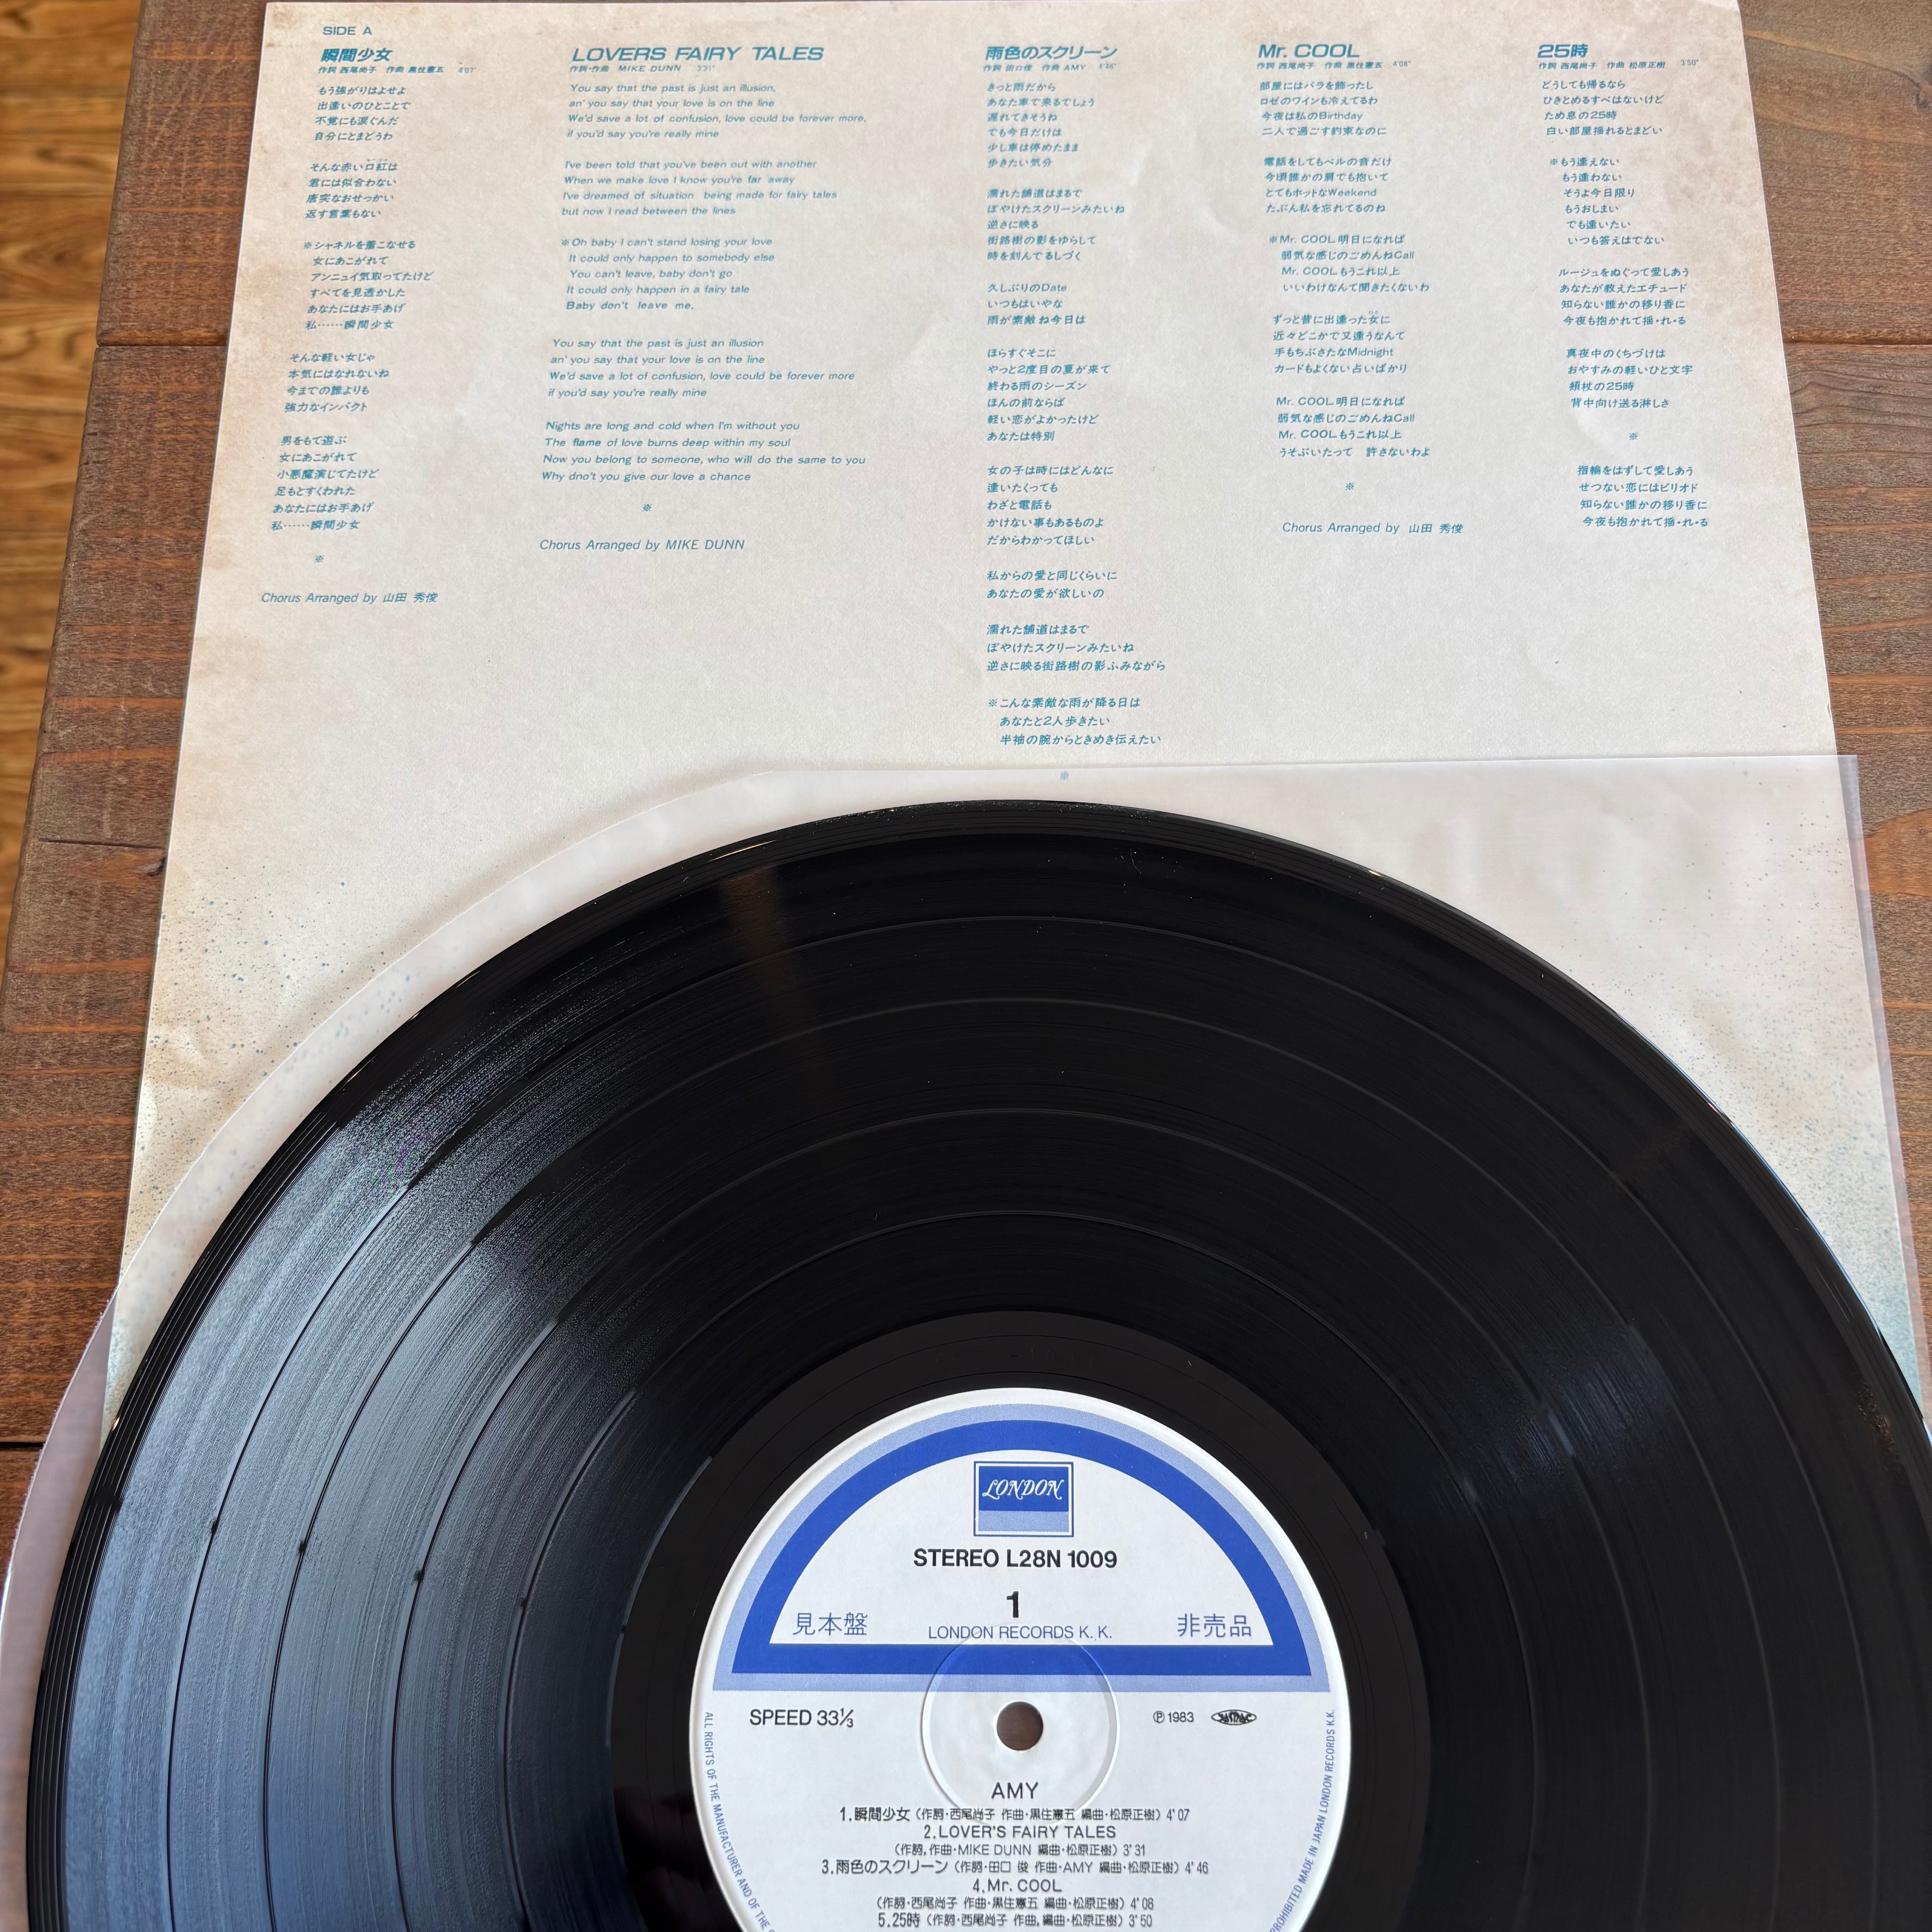 SIDE A
瞬間少女
作詞 西尾尚子 作曲 黒住憲五 4'07"
もう強がりはよせよ
出逢いのひとことで
不覚にも涙ぐんだ
自分にとまどうわ
そんな赤い口紅は
君には似合わない
唐突なおせっかい
返す言葉もない
※シャネルを着こなせる
女にあこがれて
アンニュイ気取ってたけど
すべてを見透かした
あなたにはお手あげ
私……瞬間少女
そんな軽い女じゃ
本気にはなれないね
今までの誰よりも
強力なインパクト
男をもて遊ぶ
女にあこがれて
小悪魔演じてたけど
足もとすくわれた
あなたにはお手あげ
私……瞬間少女
※
Chorus Arranged by 山田 秀俊
LOVERS FAIRY TALES
作詞・作曲 MIKE DUNN 3'31"
You say that the past is just an illusion,
an' you say that your love is on the line
We'd save a lot of confusion, love could be forever more,
if you'd say you're really mine
I've been told that you've been out with another
When we make love I know you're far away
I've dreamed of situation being made for fairy tales
but now I read between the lines
※Oh baby I can't stand losing your love
It could only happen to somebody else
You can't leave, baby don't go
It could only happen in a fairy tale
Baby don't leave me,
You say that the past is just an illusion
an' you say that your love is on the line
We'd save a lot of confusion, love could be forever more
if you'd say you're really mine
Nights are long and cold when I'm without you
The flame of love burns deep within my soul
Now you belong to someone, who will do the same to you
Why dno't you give our love a chance
※
Chorus Arranged by MIKE DUNN
雨色のスクリーン
作詞 田口俊 作曲 AMY 4'46"
きっと雨だから
あなた車で来るでしょう
遅れてきそうね
でも今日だけは
少し車は停めたまま
歩きたい気分
濡れた舗道はまるで
ぼやけたスクリーンみたいね
逆さに映る
街路樹の影をゆらして
時を刻んでるしづく
久しぶりのDate
いつもはいやな
雨が素敵ね今日は
ほらすぐそこに
やっと2度目の夏が来て
終わる雨のシーズン
ほんの前ならば
軽い恋がよかったけど
あなたは特別
女の子は時にはどんなに
逢いたくっても
わざと電話も
かけない事もあるものよ
だからわかってほしい
私からの愛と同じくらいに
あなたの愛が欲しいの
濡れた舗道はまるで
ぼやけたスクリーンみたいね
逆さに映る街路樹の影ふみながら
※こんな素敵な雨が降る日は
あなたと2人歩きたい
半袖の腕からときめき伝えたい
※
Mr. COOL
作詞 西尾尚子 作曲 黒住憲五 4'08"
部屋にはバラを飾ったし
ロゼのワインも冷えてるわ
今夜は私のBirthday
二人で過ごす約束なのに
電話をしてもベルの音だけ
今頃誰かの肩でも抱いて
とてもホットなWeekend
たぶん私を忘れてるのね
※Mr. COOL明日になれば
弱気な感じのごめんねCall
Mr. COOLもうこれ以上
いいわけなんて聞きたくないわ
ずっと昔に出逢った女に
近々どこかで又逢うなんて
手もちぶさたなMidnight
カードもよくない占いばかり
Mr. COOL明日になれば
弱気な感じのごめんねCall
Mr. COOLもうこれ以上
うそぶいたって 許さないわよ
※
Chorus Arranged by 山田 秀俊
25時
作詞 西尾尚子 作曲 松原正樹 3'50"
どうしても帰るなら
ひきとめるすべはないけど
ため息の25時
白い部屋揺れるとまどい
※もう逢えない
もう逢わない
そうよ今日限り
もうおしまい
でも逢いたい
いつも答えはでない
ルージュをぬぐって愛しあう
あなたが教えたエチュード
知らない誰かの移り香に
今夜も抱かれて揺・れ・る
真夜中のくちづけは
おやすみの軽いひと文字
頬杖の25時
背中向け送る淋しさ
※
指輪をはずして愛しあう
せつない恋にはピリオド
知らない誰かの移り香に
今夜も抱かれて揺・れ・る
LONDON
STEREO L28N 1009
1
見本盤
LONDON RECORDS K.K.
非売品
SPEED 33⅓
Ⓟ 1983
JASRAC
AMY
1.瞬間少女(作詞・西尾尚子 作曲・黒住憲五 編曲・松原正樹) 4'07
2.LOVER'S FAIRY TALES
(作詞,作曲・MIKE DUNN 編曲・松原正樹) 3'31
3.雨色のスクリーン(作詞・田口 俊 作曲・AMY 編曲・松原正樹) 4'46
4.Mr. COOL
(作詞・西尾尚子 作曲・黒住憲五 編曲・松原正樹) 4'08
5.25時(作詞・西尾尚子 作曲,編曲・松原正樹) 3'50
ALL RIGHTS OF THE MANUFACTURER AND OF THE
PROHIBITED MADE IN JAPAN LONDON RECORDS K.K.